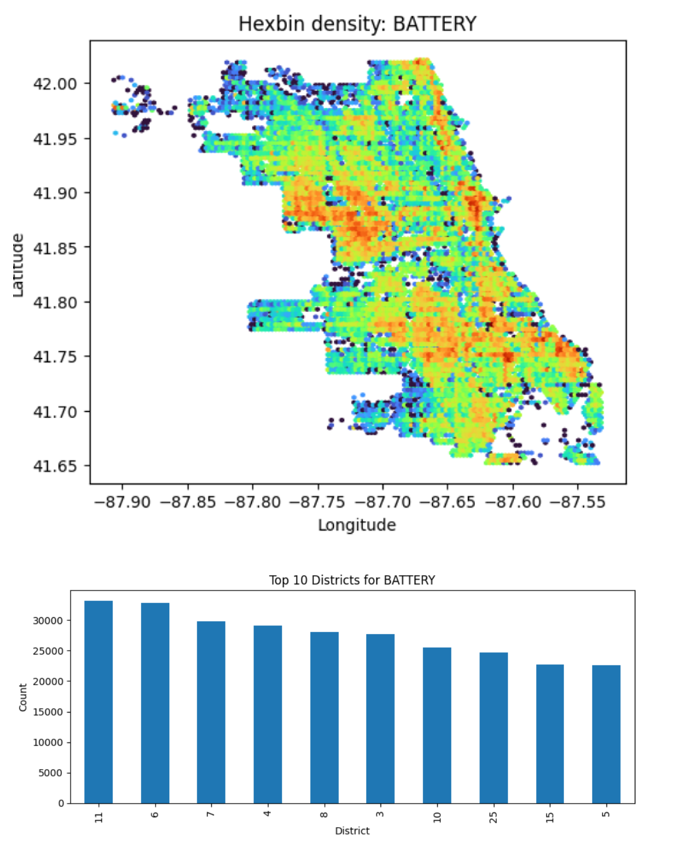 Hexbin density: BATTERY
42.00
41.95
41.90
41.85
41.80
41.75
41.70
41.65
Latitude
−87.90 −87.85 −87.80 −87.75 −87.70 −87.65 −87.60 −87.55
Longitude
Top 10 Districts for BATTERY
30000
25000
20000
15000
10000
5000
0
Count
11 6 7 4 8 3 10 25 15 5
District